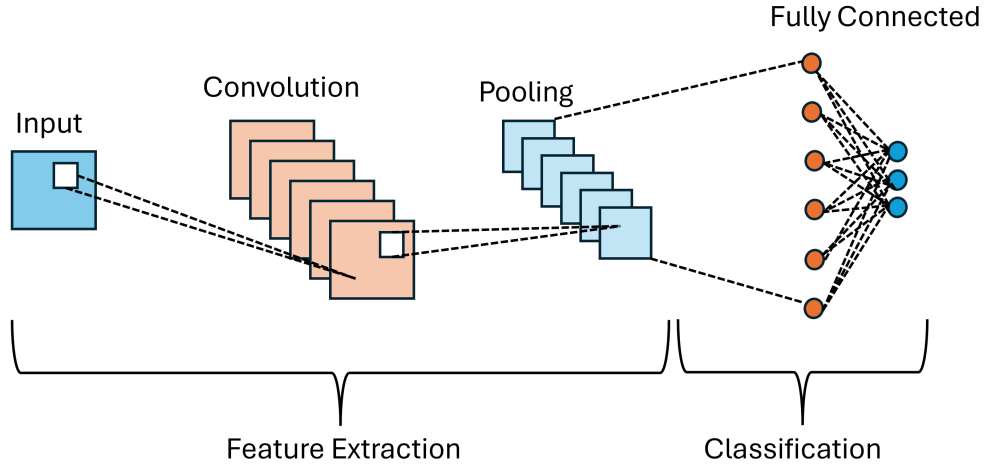 Fully Connected
Convolution
Pooling
Input
Feature Extraction
Classification